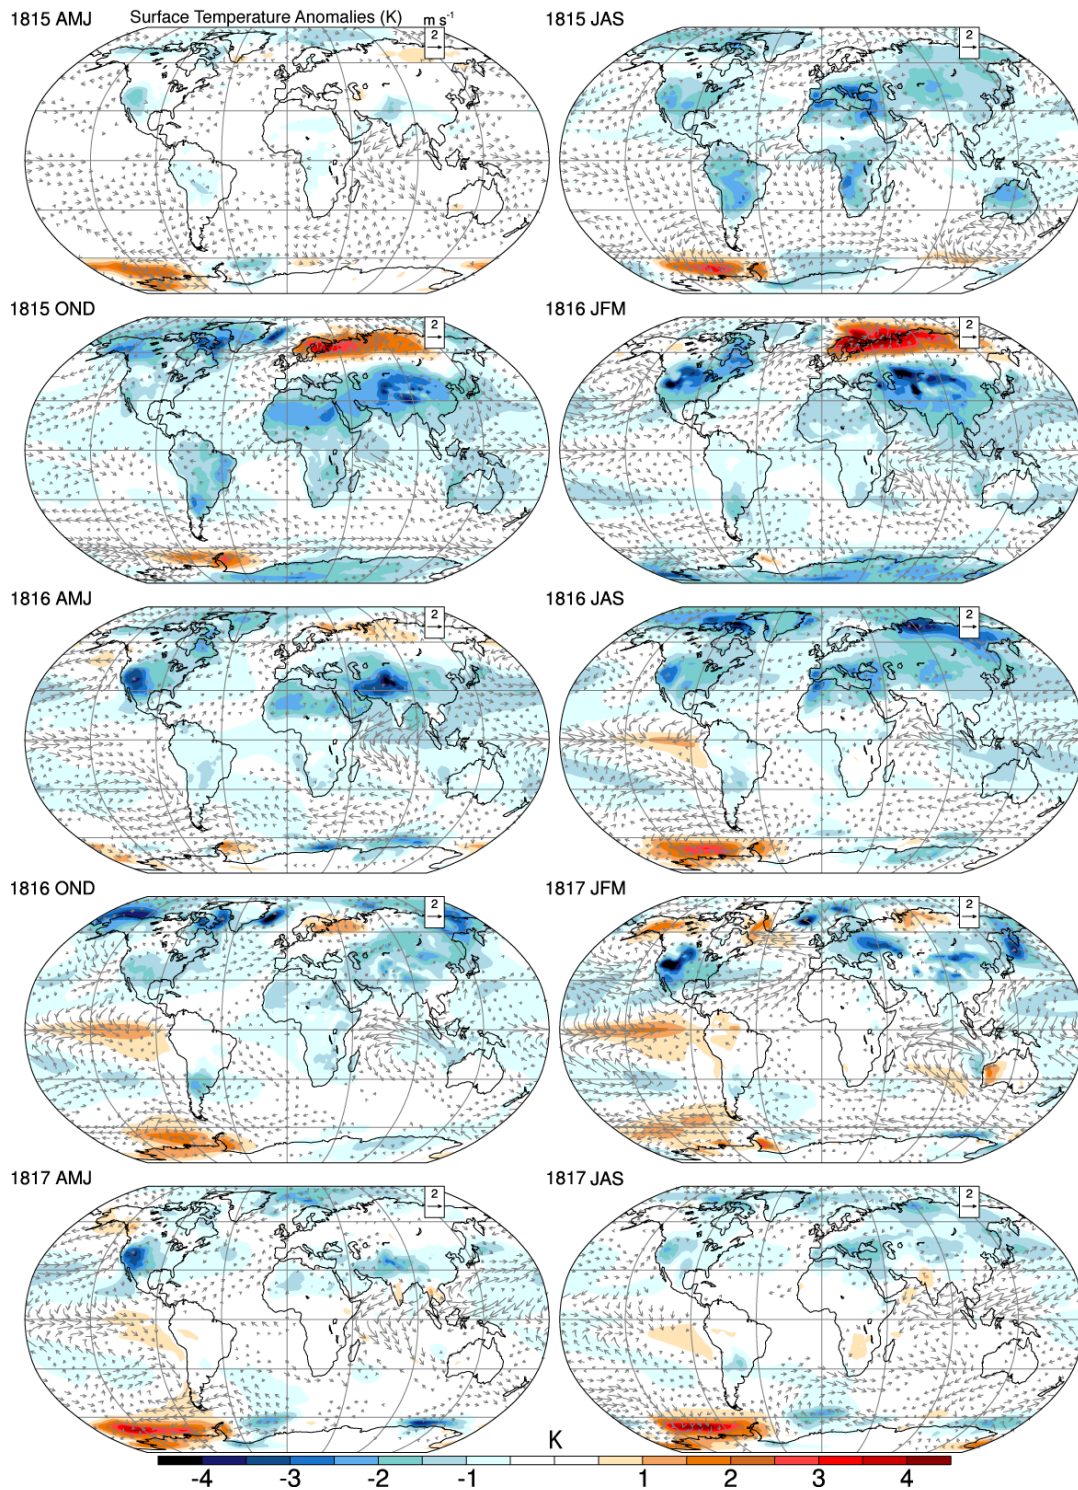 1815 AMJ Surface Temperature Anomalies (K) m s-1 1815 JAS
2 2
1815 OND 1816 JFM
2 2
1816 AMJ 1816 JAS
2 2
1816 OND 1817 JFM
2 2
1817 AMJ 1817 JAS
2 2
K
-4 -3 -2 -1 1 2 3 4